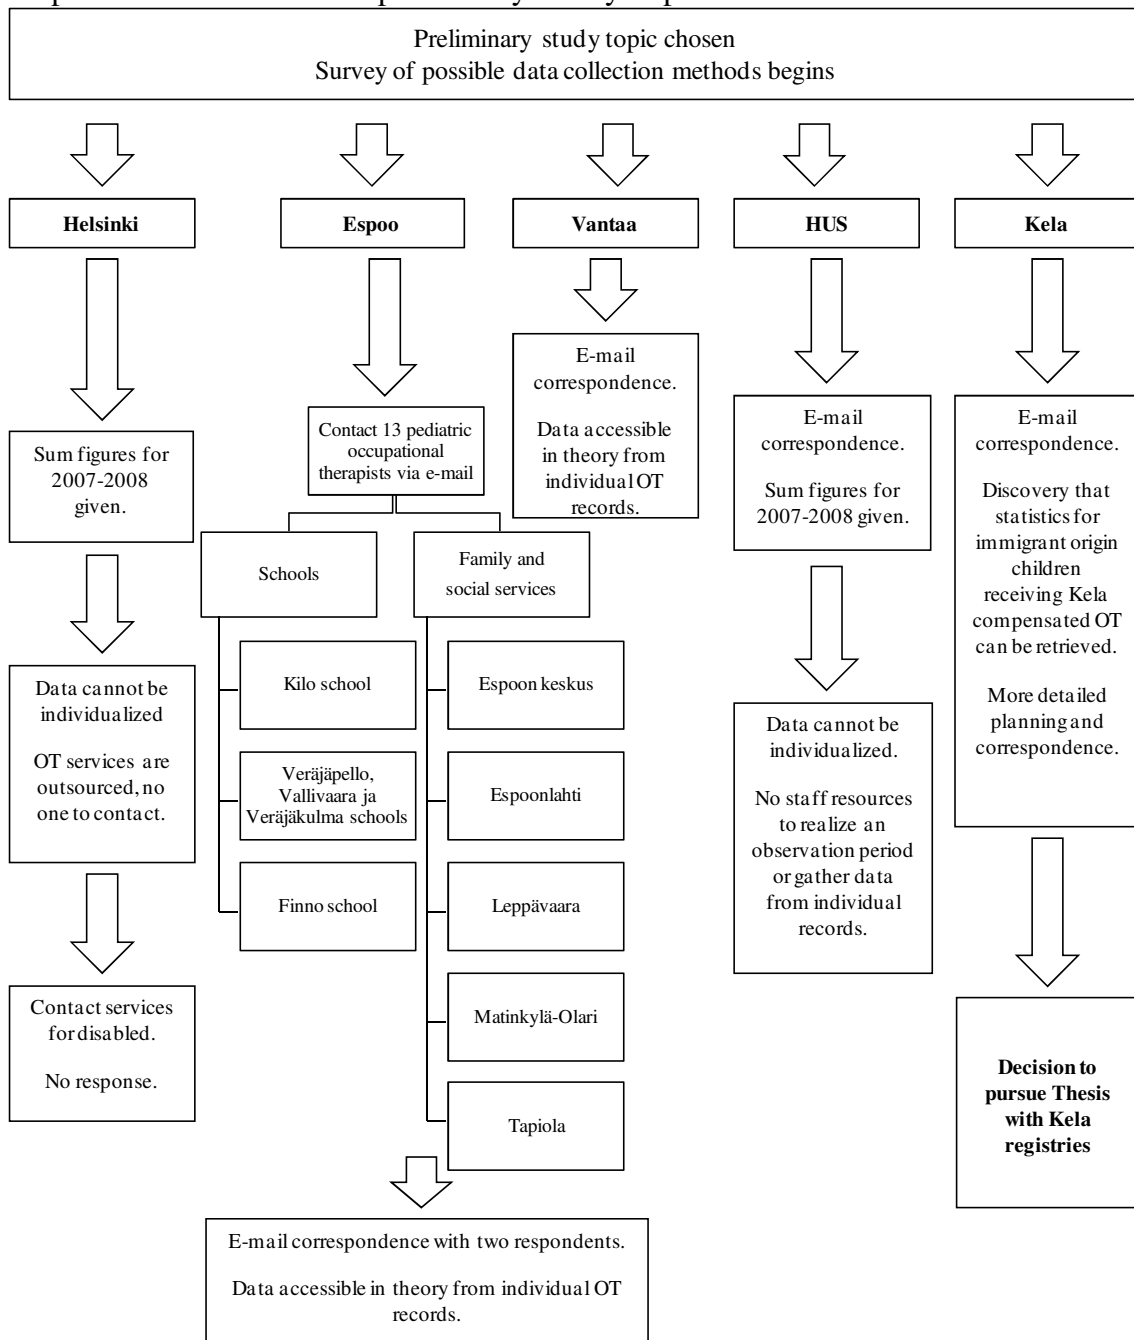 Preliminary study topic chosen
Survey of possible data collection methods begins
Helsinki
Espoo
Vantaa
HUS
Kela
Sum figures for
2007-2008
given.
Data cannot be
individualized
OT services are
outsourced, no
one to contact.
Contact services
for disabled.
No response.
Contact 13 pediatric
occupational
therapists via e-mail
Schools
Kilo school
Veräjäpello,
Vallivaara ja
Veräjäkulma schools
Finno school
Family and
social services
Espoon keskus
Espoonlahti
Leppävaara
Matinkylä-Olari
Tapiola
E-mail correspondence with two respondents.
Data accessible in theory from individual OT
records.
E-mail
correspondence.
Data accessible
in theory from
individual OT
records.
E-mail
correspondence.
Sum figures for
2007-2008 given.
Data cannot be
individualized.
No staff resources
to realize an
observation period
or gather data
from individual
records.
E-mail
correspondence.
Discovery that
statistics for
immigrant origin
children
receiving Kela
compensated OT
can be retrieved.
More detailed
planning and
correspondence.
Decision to
pursue Thesis
with Kela
registries